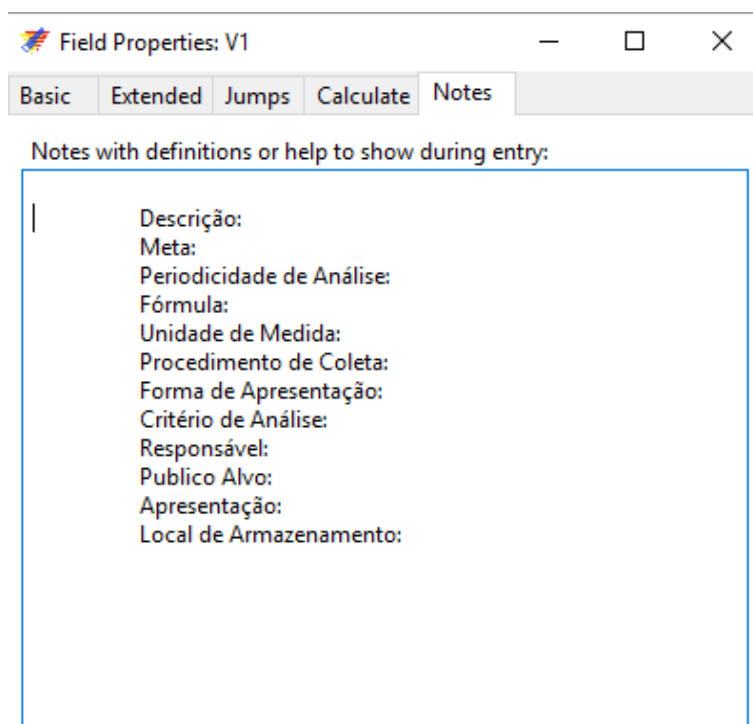 Field Properties: V1
Basic Extended Jumps Calculate Notes
Notes with definitions or help to show during entry:
Descrição:
Meta:
Periodicidade de Análise:
Fórmula:
Unidade de Medida:
Procedimento de Coleta:
Forma de Apresentação:
Critério de Análise:
Responsável:
Publico Alvo:
Apresentação:
Local de Armazenamento: